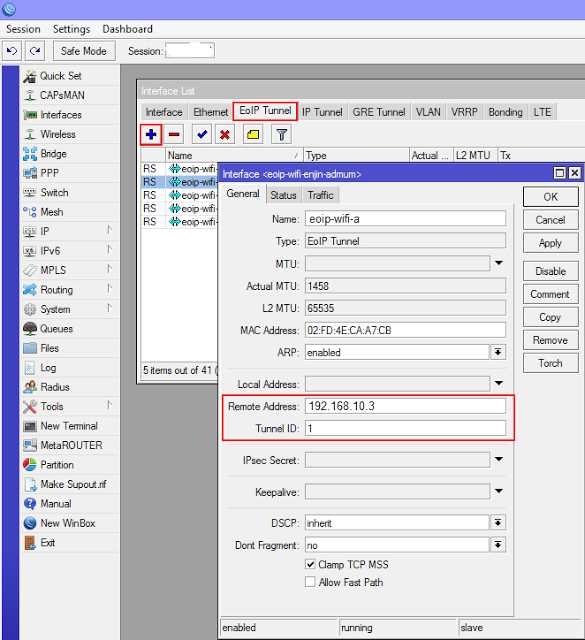 Session Settings Dashboard
Safe Mode Session:
Quick Set
CAPsMAN
Interfaces
Wireless
Bridge
PPP
Switch
Mesh
IP
IPv6
MPLS
Routing
System
Queues
Files
Log
Radius
Tools
New Terminal
MetaROUTER
Partition
Make Supout.rif
Manual
New WinBox
Exit
Interface List
Interface Ethernet EoIP Tunnel IP Tunnel GRE Tunnel VLAN VRRP Bonding LTE
Name / Type Actual ... L2 MTU Tx
RS eoip-wifi-
RS eoip-wifi-
RS eoip-wifi-
RS eoip-wifi-
RS eoip-wifi-
5 items out of 41 (
Interface <eoip-wifi-enjin-admum>
General Status Traffic
Name: eoip-wifi-a
Type: EoIP Tunnel
MTU:
Actual MTU: 1458
L2 MTU: 65535
MAC Address: 02:FD:4E:CA:A7:CB
ARP: enabled
Local Address:
Remote Address: 192.168.10.3
Tunnel ID: 1
IPsec Secret:
Keepalive:
DSCP: inherit
Dont Fragment: no
Clamp TCP MSS
Allow Fast Path
OK
Cancel
Apply
Disable
Comment
Copy
Remove
Torch
enabled running slave